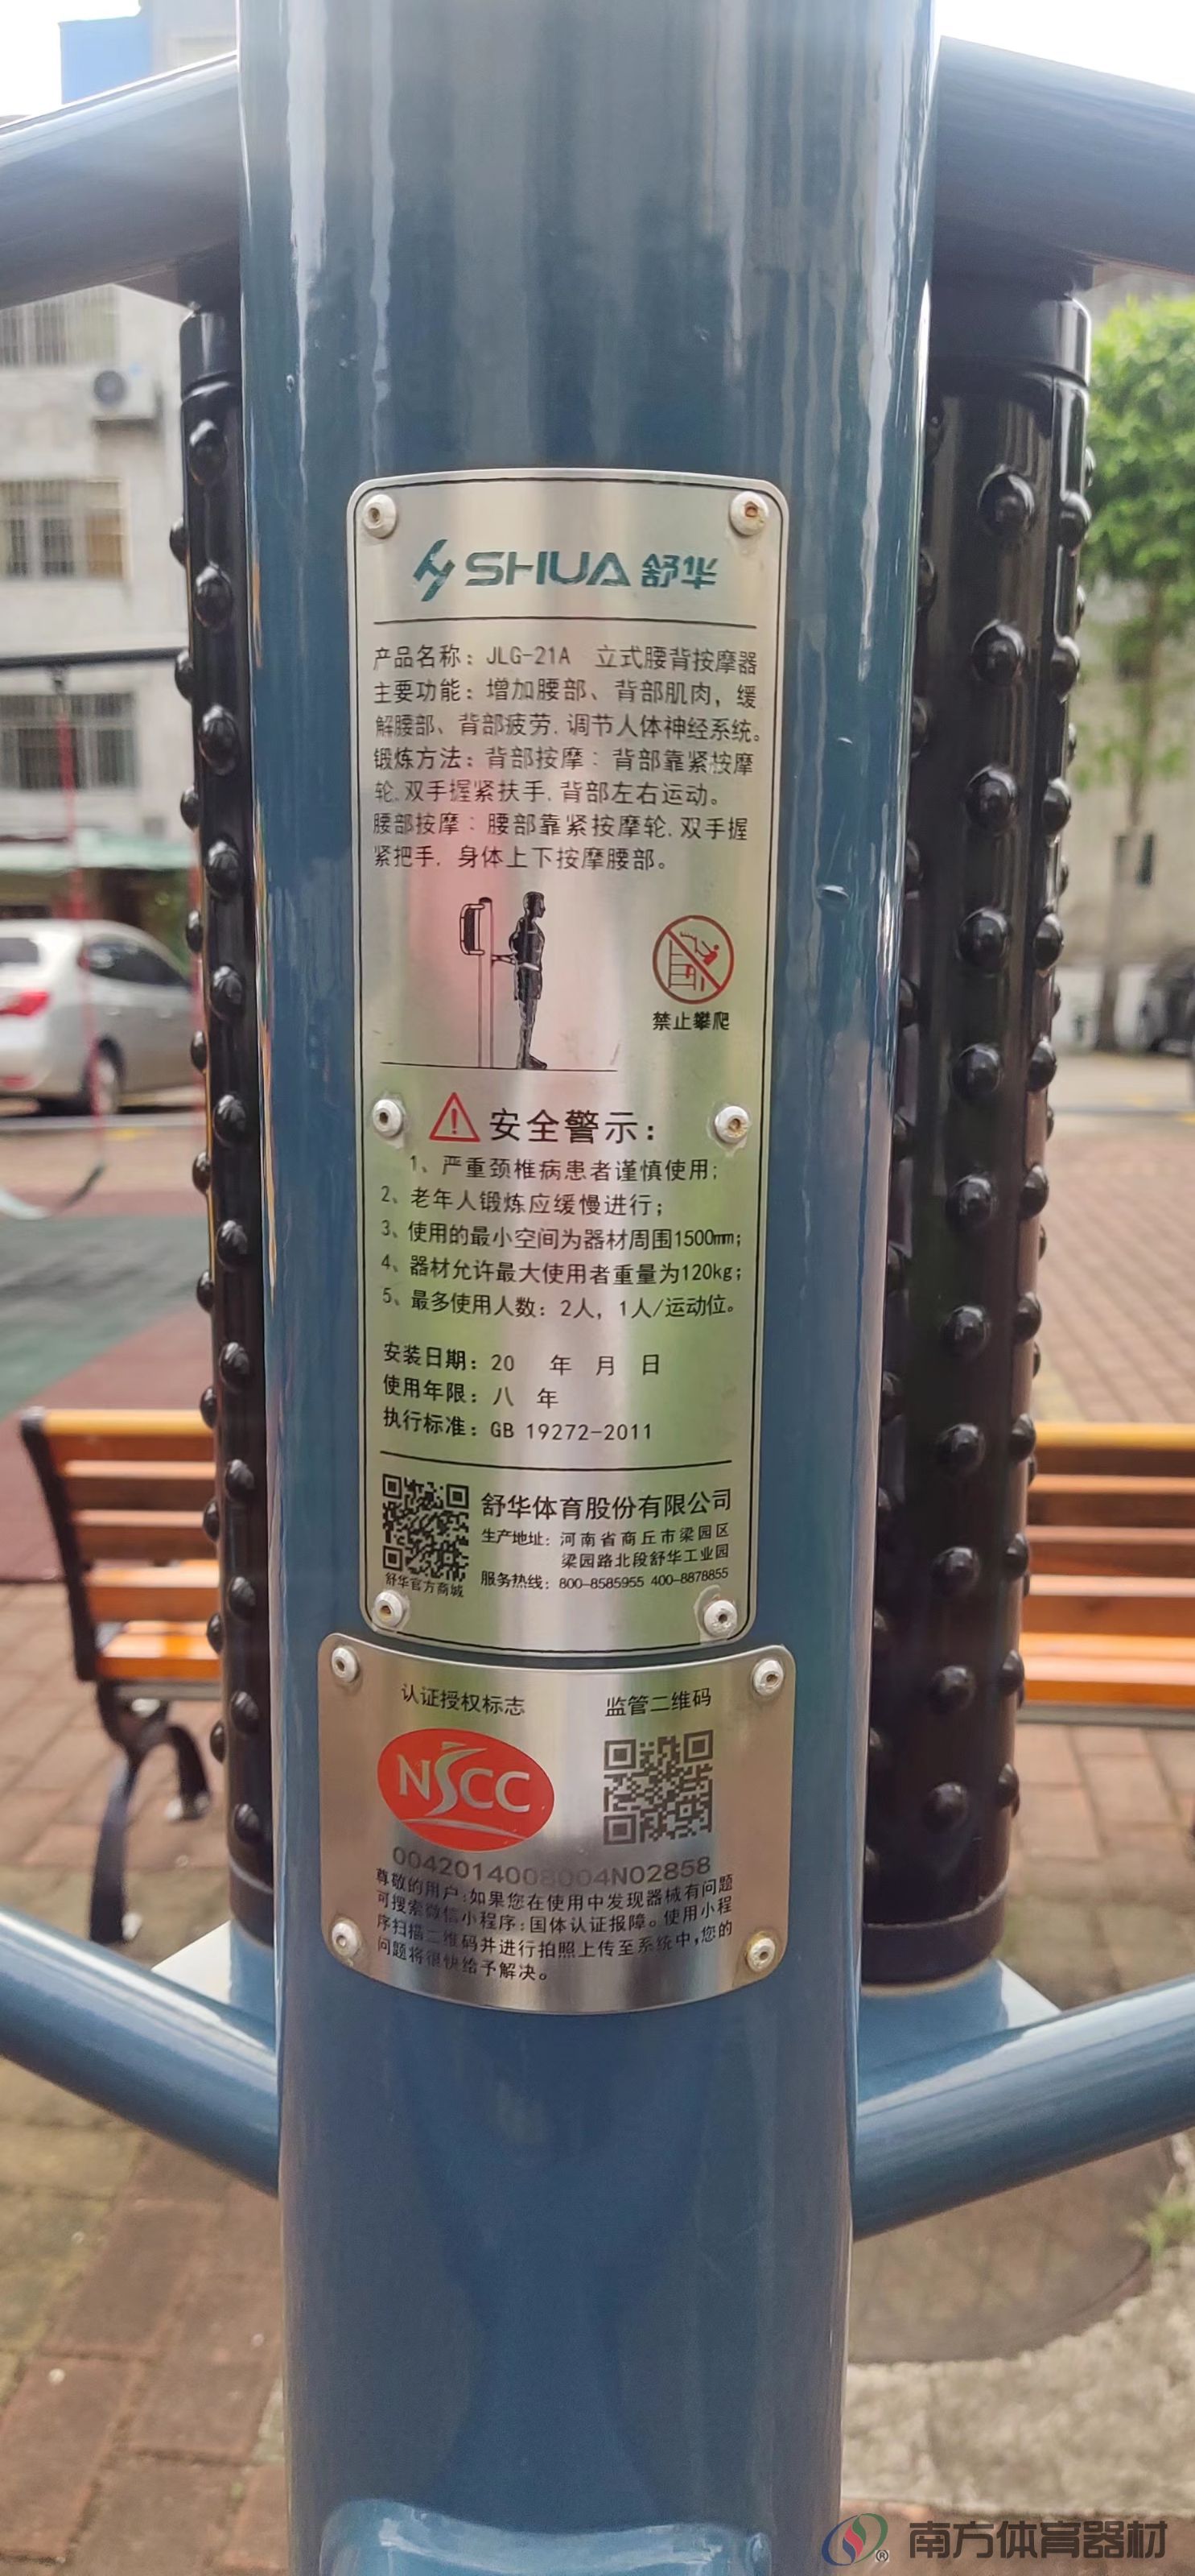 SHUA 舒华
产品名称：JLG-21A 立式腰背按摩器
主要功能：增加腰部、背部肌肉，缓
解腰部、背部疲劳.调节人体神经系统。
锻炼方法：背部按摩：背部靠紧按摩
轮.双手握紧扶手.背部左右运动。
腰部按摩：腰部靠紧按摩轮.双手握
紧把手.身体上下按摩腰部。
禁止攀爬
安全警示：
1、严重颈椎病患者谨慎使用；
2、老年人锻炼应缓慢进行；
3、使用的最小空间为器材周围1500mm；
4、器材允许最大使用者重量为120kg；
5、最多使用人数：2人，1人/运动位。
安装日期：20 年 月 日
使用年限：八 年
执行标准：GB 19272-2011
舒华体育股份有限公司
生产地址：河南省商丘市梁园区
梁园路北段舒华工业园
服务热线：800-8585955 400-8878855
舒华官方商城
认证授权标志 监管二维码
NSCC
0042014008004N02858
尊敬的用户：如果您在使用中发现器械有问题
可搜索微信小程序：国体认证报障。使用小程
序扫描二维码并进行拍照上传至系统中，您的
问题将很快给予解决。
南方体育器材